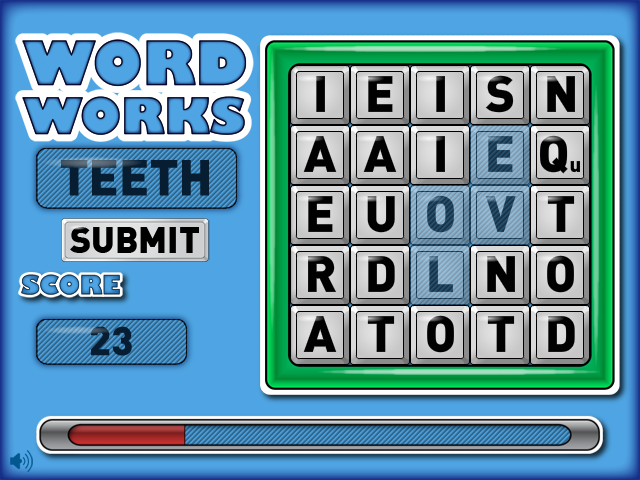 WORD
WORKS
TEETH
SUBMIT
SCORE
23
I E I S N
A A I E Qu
E U O V T
R D L N O
A T O T D